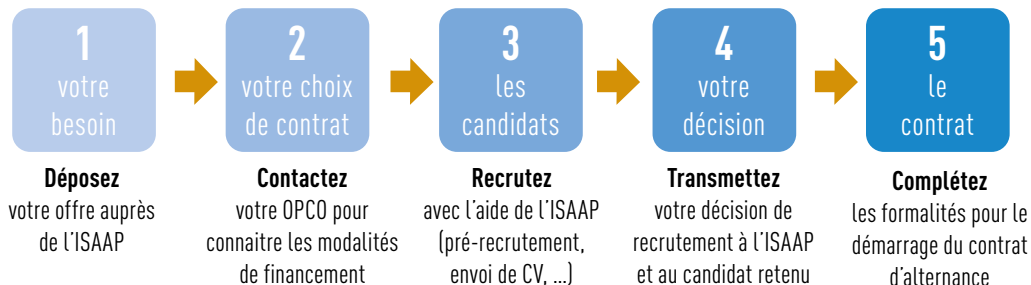 1
votre
besoin
Déposez
votre offre auprès
de l'ISAAP
2
votre choix
de contrat
Contactez
votre OPCO pour
connaitre les modalités
de financement
3
les
candidats
Recrutez
avec l'aide de l'ISAAP
(pré-recrutement,
envoi de CV, ...)
4
votre
décision
Transmettez
votre décision de
recrutement à l'ISAAP
et au candidat retenu
5
le
contrat
Complétez
les formalités pour le
démarrage du contrat
d'alternance